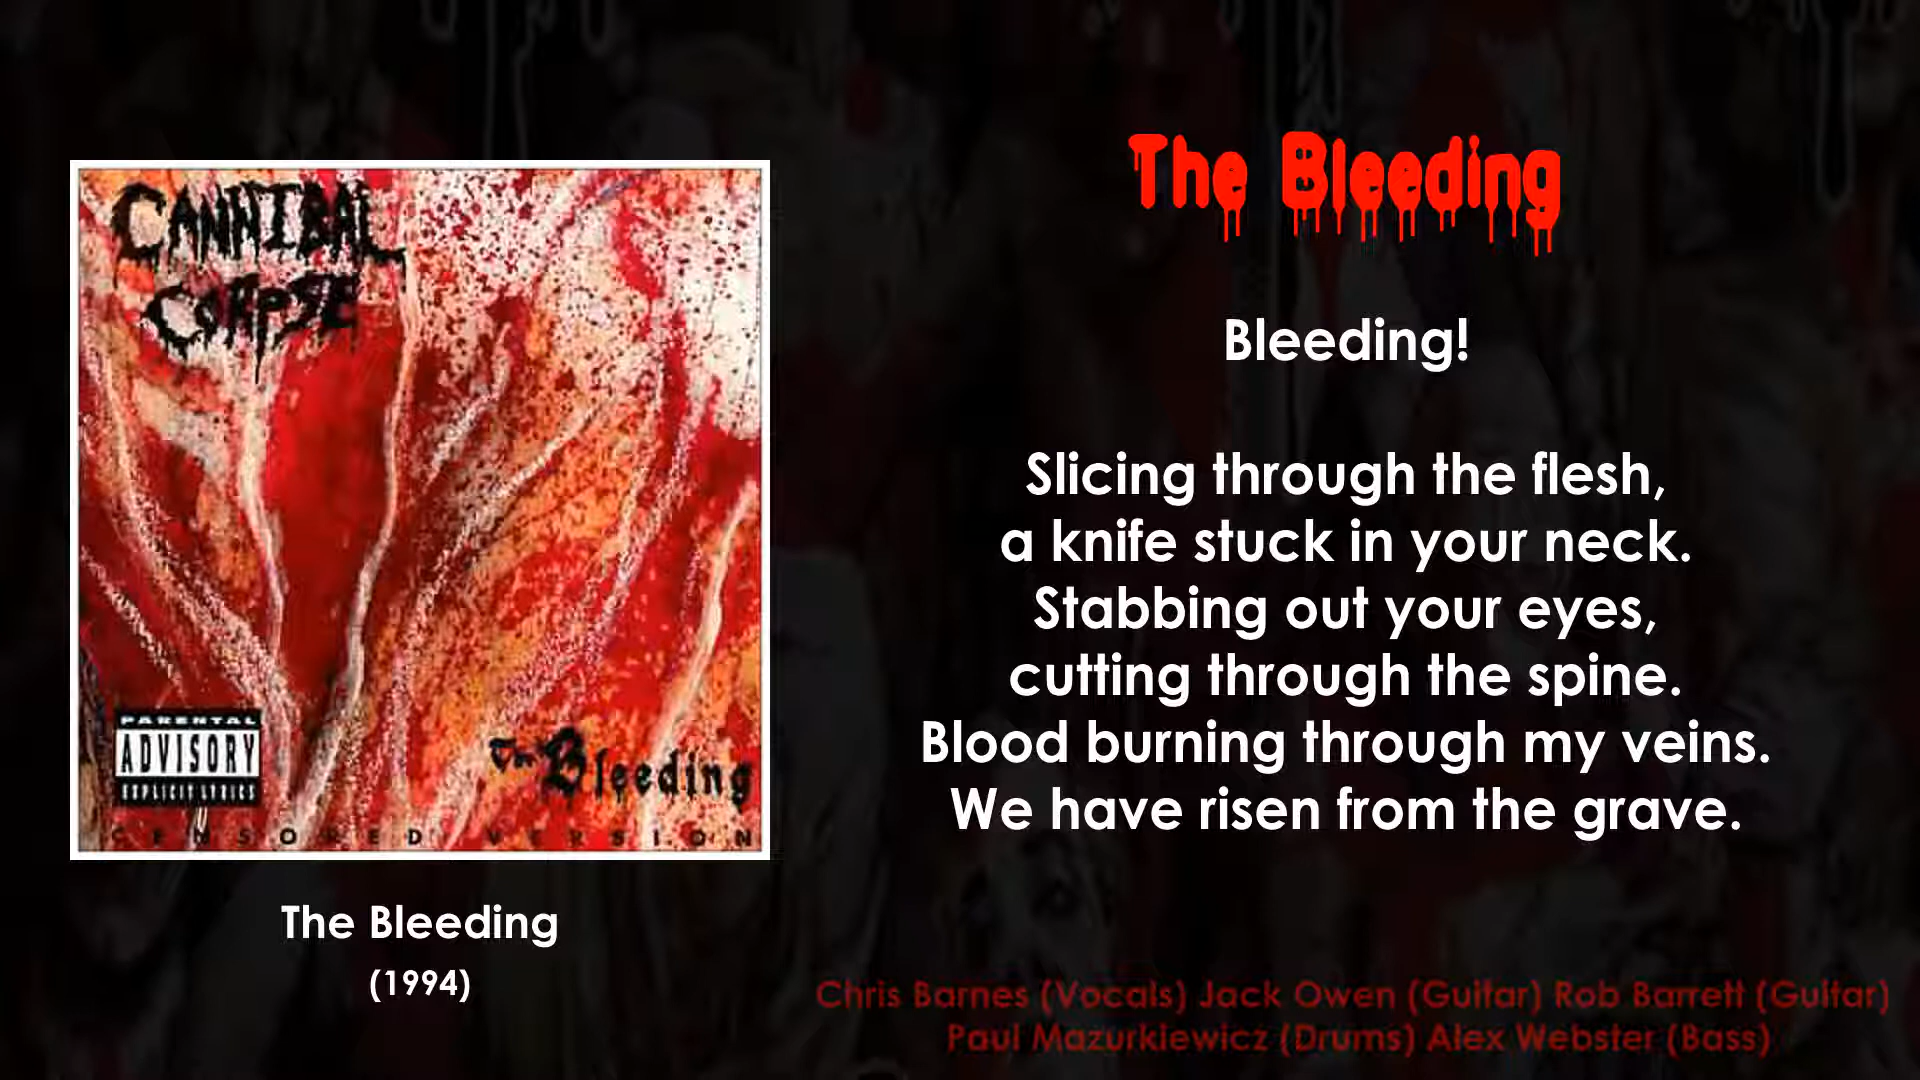 CANNIBAL
CORPSE
PARENTAL
ADVISORY
EXPLICIT LYRICS
The Bleeding
CENSORED VERSION
The Bleeding
(1994)
The Bleeding
Bleeding!
Slicing through the flesh,
a knife stuck in your neck.
Stabbing out your eyes,
cutting through the spine.
Blood burning through my veins.
We have risen from the grave.
Chris Barnes (Vocals) Jack Owen (Guitar) Rob Barrett (Guitar)
Paul Mazurkiewicz (Drums) Alex Webster (Bass)